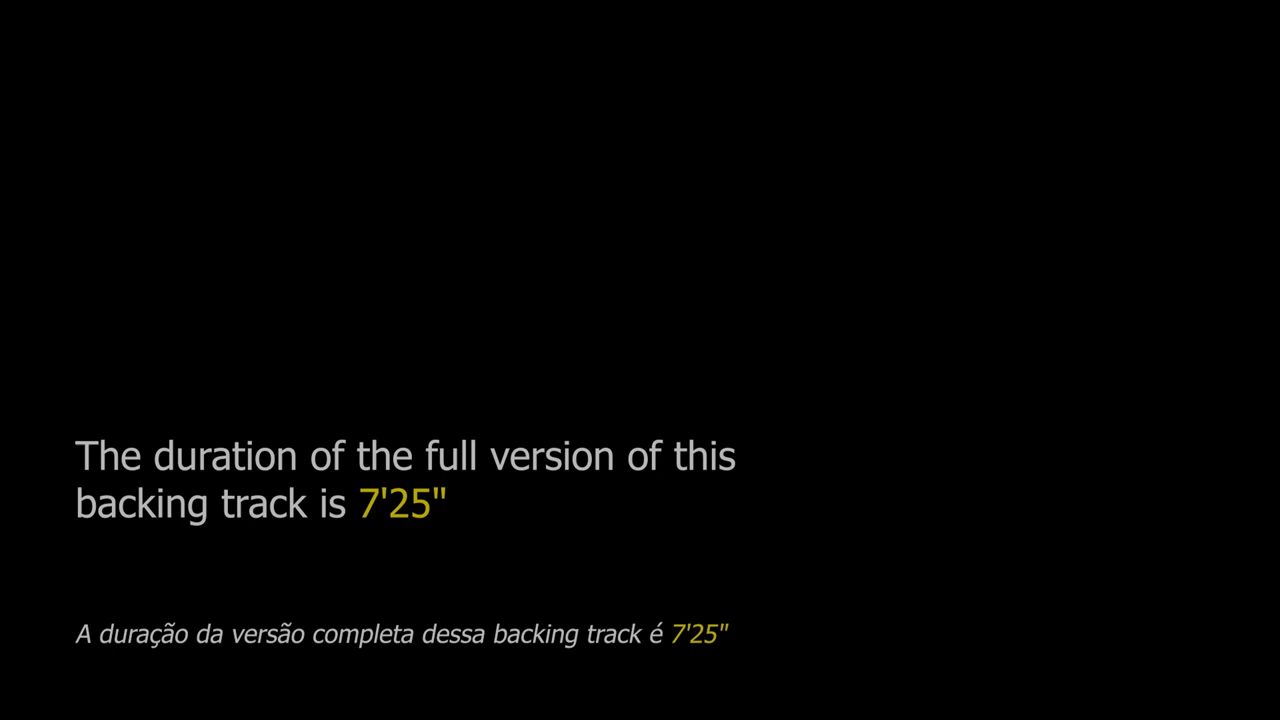 The duration of the full version of this
backing track is 7'25"
A duração da versão completa dessa backing track é 7'25"